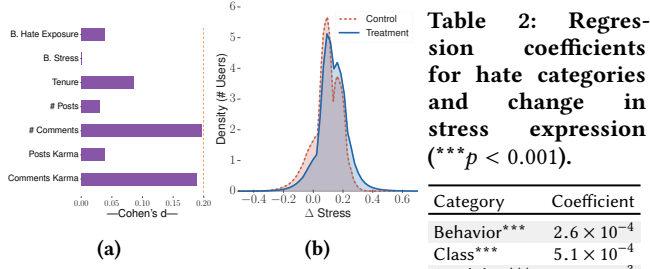 B. Hate Exposure
B. Stress
Tenure
# Posts
# Comments
Posts Karma
Comments Karma
0.00 0.05 0.10 0.15 0.20
—Cohen's d—
(a)
6
5
4
3
2
1
0
Density (# Users)
Control
Treatment
−0.4 −0.2 0.0 0.2 0.4 0.6
Δ Stress
(b)
Table 2: Regres-
sion coefficients
for hate categories
and change in
stress expression
(***p < 0.001).
Category Coefficient
Behavior*** 2.6 × 10⁻⁴
Class*** 5.1 × 10⁻⁴